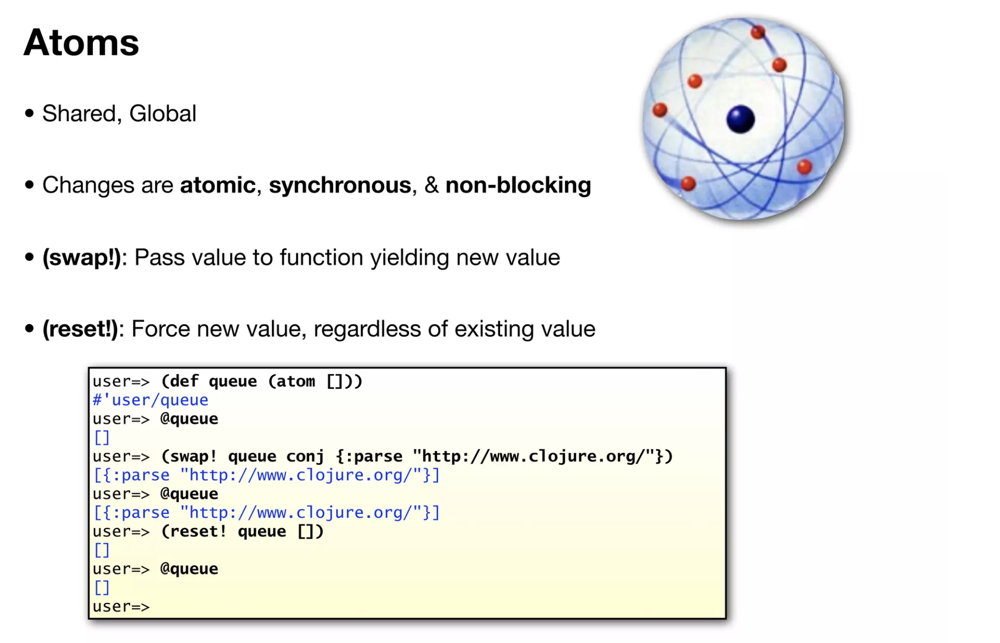 Atoms
• Shared, Global
• Changes are atomic, synchronous, & non-blocking
• (swap!): Pass value to function yielding new value
• (reset!): Force new value, regardless of existing value
user=> (def queue (atom []))
#'user/queue
user=> @queue
[]
user=> (swap! queue conj {:parse "http://www.clojure.org/"})
[{:parse "http://www.clojure.org/"}]
user=> @queue
[{:parse "http://www.clojure.org/"}]
user=> (reset! queue [])
[]
user=> @queue
[]
user=>